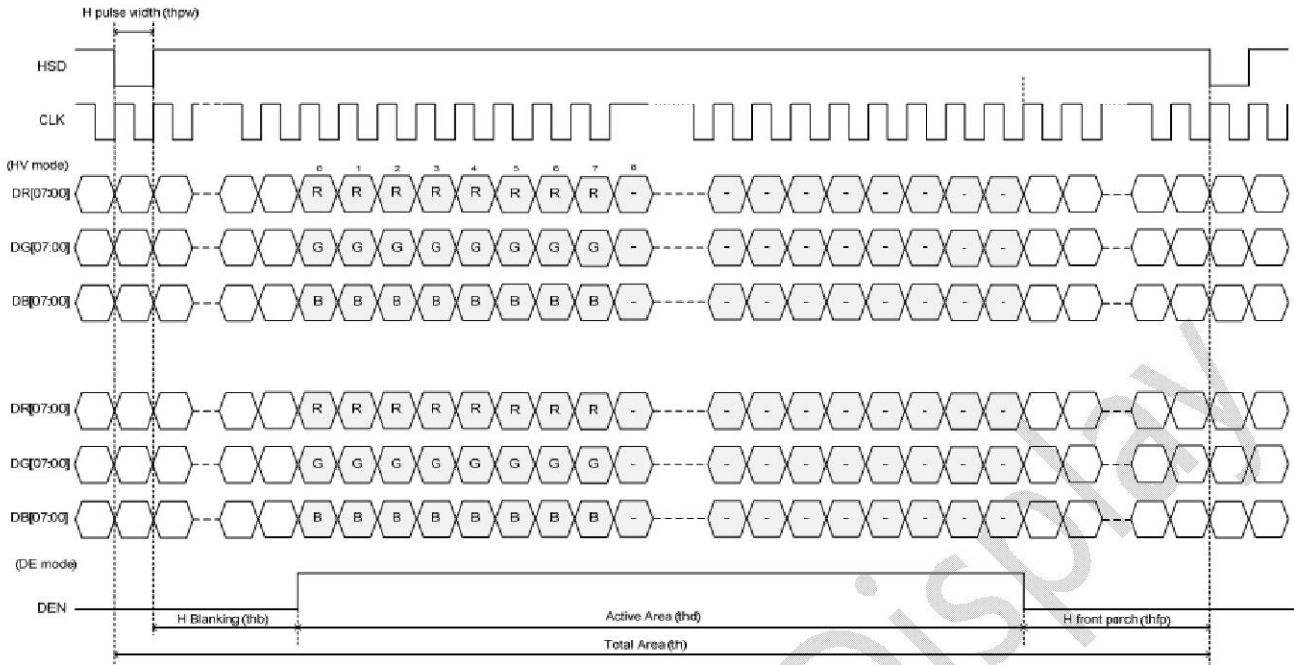 H pulse width (thpw)
HSD
CLK
(HV mode)
0 1 2 3 4 5 6 7 8
DR[07:00] R R R R R R R R - - - - - - - - -
DG[07:00] G G G G G G G G - - - - - - - - -
DB[07:00] B B B B B B B B - - - - - - - - -
DR[07:00] R R R R R R R R - - - - - - - - -
DG[07:00] G G G G G G G G - - - - - - - - -
DB[07:00] B B B B B B B B - - - - - - - - -
(DE mode)
DEN
H Blanking (thb) Active Area (thd) H front porch (thfp)
Total Area (th)
Display